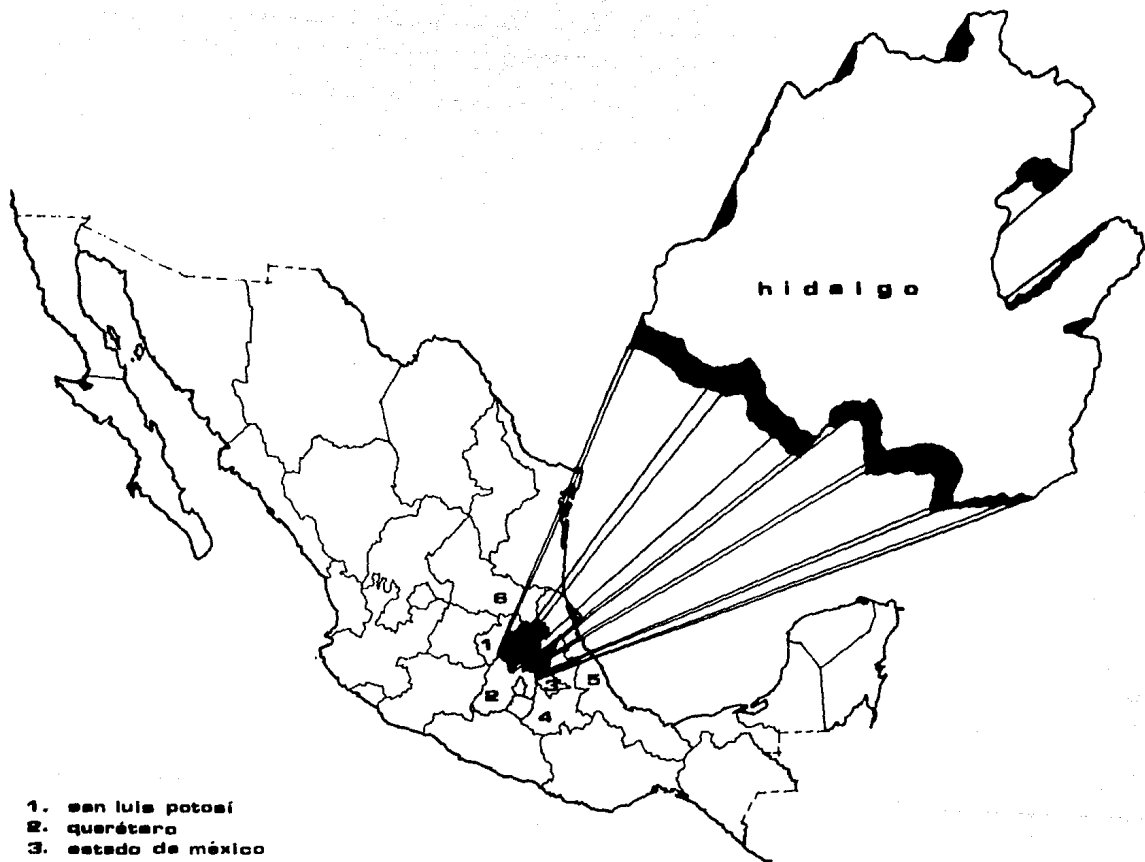 hidalgo
6
1
2
3
5
4
1. san luis potosí
2. querétaro
3. estado de méxico